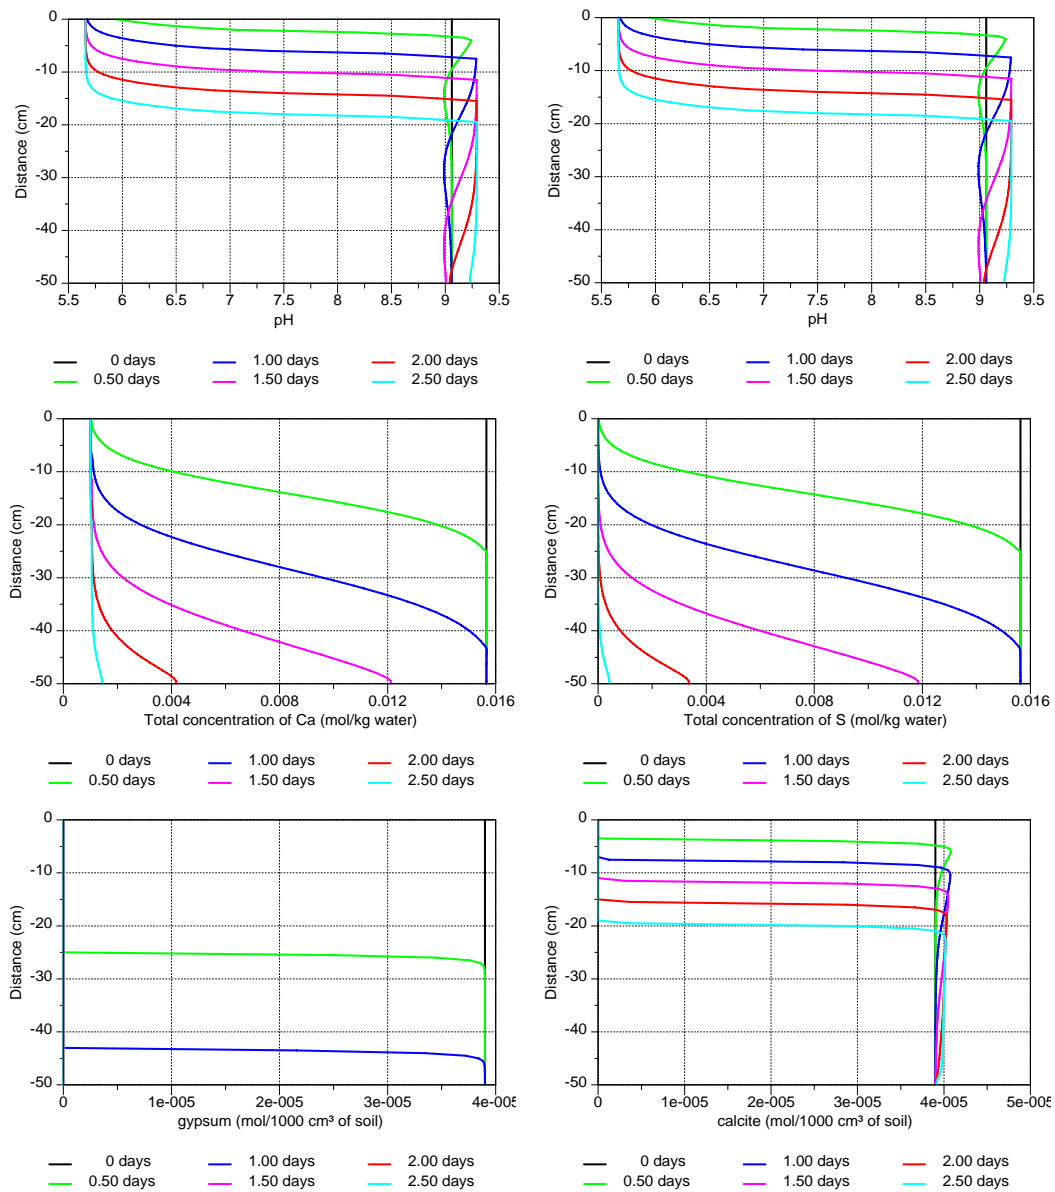 0
-10
-20
-30
-40
-50
Distance (cm)
5.5 6 6.5 7 7.5 8 8.5 9 9.5
pH
0 days 1.00 days 2.00 days
0.50 days 1.50 days 2.50 days
0
-10
-20
-30
-40
-50
Distance (cm)
5.5 6 6.5 7 7.5 8 8.5 9 9.5
pH
0 days 1.00 days 2.00 days
0.50 days 1.50 days 2.50 days
0
-10
-20
-30
-40
-50
Distance (cm)
0 0.004 0.008 0.012 0.016
Total concentration of Ca (mol/kg water)
0 days 1.00 days 2.00 days
0.50 days 1.50 days 2.50 days
0
-10
-20
-30
-40
-50
Distance (cm)
0 0.004 0.008 0.012 0.016
Total concentration of S (mol/kg water)
0 days 1.00 days 2.00 days
0.50 days 1.50 days 2.50 days
0
-10
-20
-30
-40
-50
Distance (cm)
0 1e-005 2e-005 3e-005 4e-005
gypsum (mol/1000 cm³ of soil)
0 days 1.00 days 2.00 days
0.50 days 1.50 days 2.50 days
0
-10
-20
-30
-40
-50
Distance (cm)
0 1e-005 2e-005 3e-005 4e-005 5e-005
calcite (mol/1000 cm³ of soil)
0 days 1.00 days 2.00 days
0.50 days 1.50 days 2.50 days